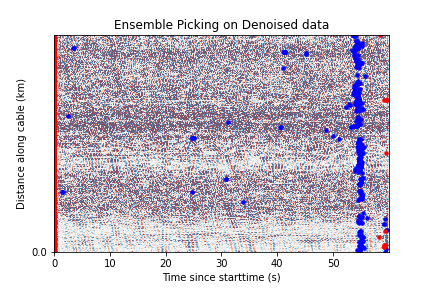 Ensemble Picking on Denoised data
Distance along cable (km)
0.0
0 10 20 30 40 50
Time since starttime (s)